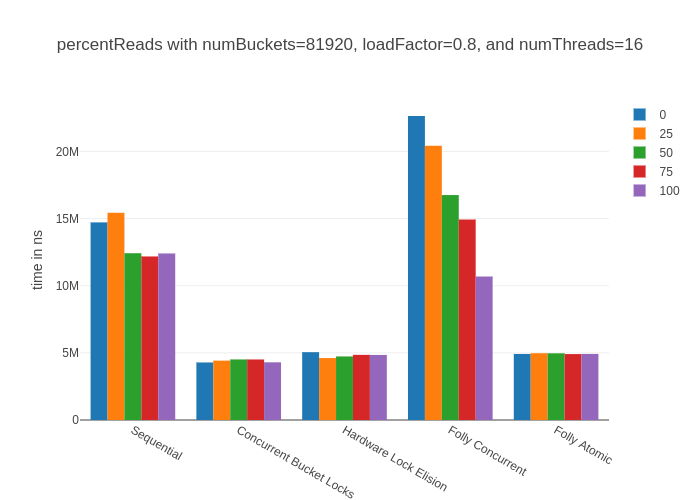 percentReads with numBuckets=81920, loadFactor=0.8, and numThreads=16
0
25
50
75
100
20M
15M
10M
5M
0
time in ns
Sequential
Concurrent Bucket Locks
Hardware Lock Elision
Folly Concurrent
Folly Atomic